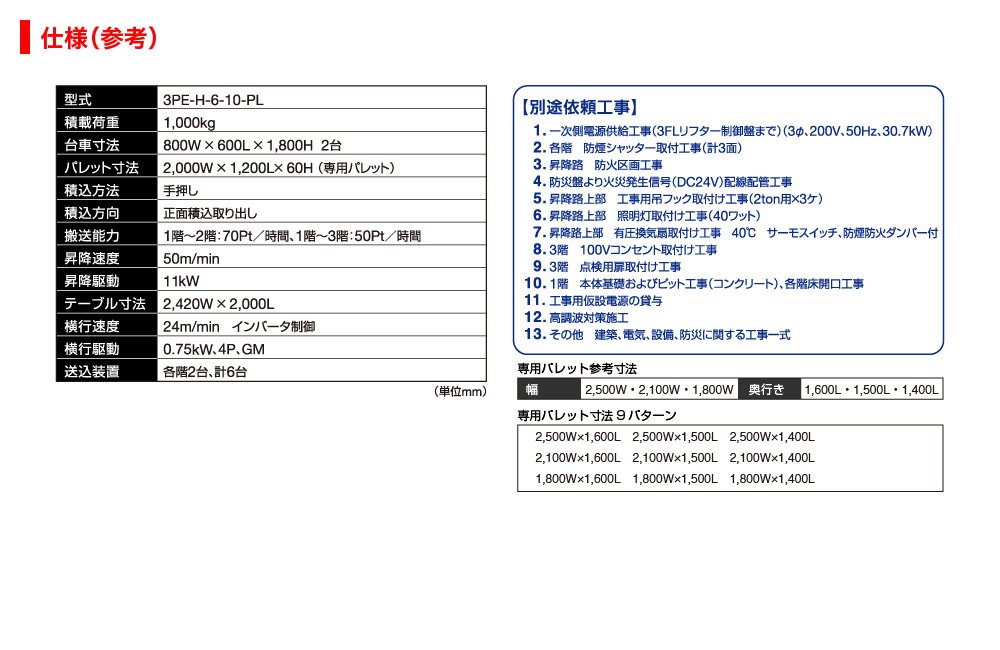 仕様(参考)
型式 3PE-H-6-10-PL
積載荷重 1,000kg
台車寸法 800W×600L×1,800H 2台
パレット寸法 2,000W×1,200L×60H(専用パレット)
積込方法 手押し
積込方向 正面積込取り出し
搬送能力 1階〜2階:70Pt/時間、1階〜3階:50Pt/時間
昇降速度 50m/min
昇降駆動 11kW
テーブル寸法 2,420W×2,000L
横行速度 24m/min インバータ制御
横行駆動 0.75kW、4P、GM
送込装置 各階2台、計6台
(単位mm)
【別途依頼工事】
1. 一次側電源供給工事(3FLリフター制御盤まで)(3φ、200V、50Hz、30.7kW)
2. 各階 防煙シャッター取付工事(計3面)
3. 昇降路 防火区画工事
4. 防災盤より火災発生信号(DC24V)配線配管工事
5. 昇降路上部 工事用吊フック取付け工事(2ton用×3ケ)
6. 昇降路上部 照明灯取付け工事(40ワット)
7. 昇降路上部 有圧換気扇取付け工事 40℃ サーモスイッチ、防煙防火ダンパー付
8. 3階 100Vコンセント取付け工事
9. 3階 点検用扉取付け工事
10. 1階 本体基礎およびピット工事(コンクリート)、各階床開口工事
11. 工事用仮設電源の貸与
12. 高調波対策施工
13. その他 建築、電気、設備、防災に関する工事一式
専用パレット参考寸法
幅 2,500W・2,100W・1,800W 奥行き 1,600L・1,500L・1,400L
専用パレット寸法9パターン
2,500W×1,600L 2,500W×1,500L 2,500W×1,400L
2,100W×1,600L 2,100W×1,500L 2,100W×1,400L
1,800W×1,600L 1,800W×1,500L 1,800W×1,400L